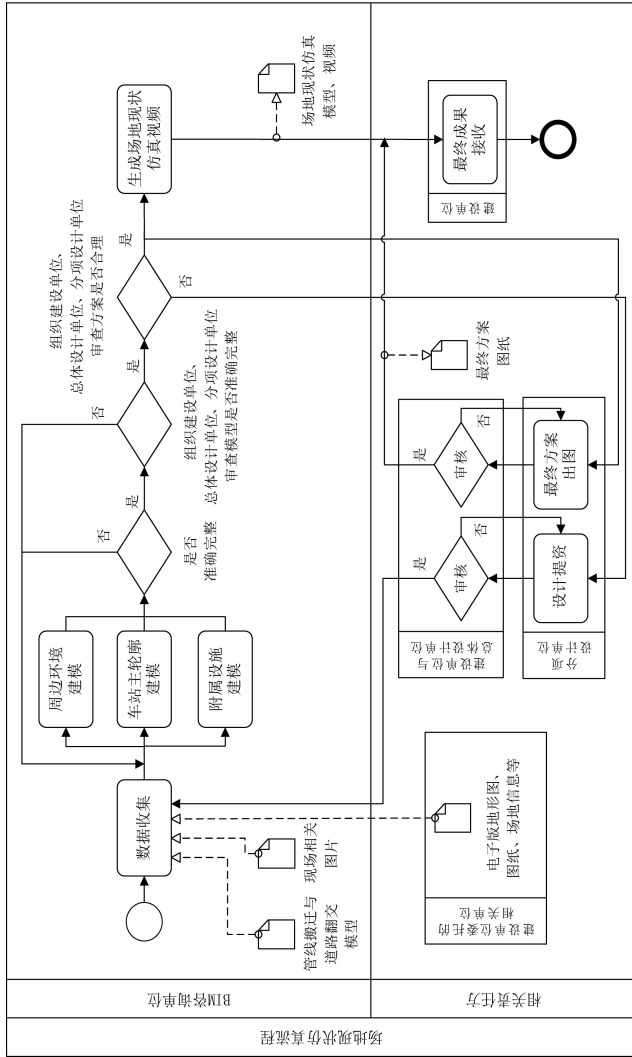 场地现状仿真流程
BIM咨询单位
相关责任方
数据收集
管线搬迁与
道路翻交
模型
现场相关
图片
周边环境
建模
车站主轮廓
建模
附属设施
建模
是否
准确完整
否
是
组织建设单位、
总体设计单位、分项设计单位
审查模型是否准确完整
否
是
组织建设单位、
总体设计单位、分项设计单位
审查方案是否合理
是
否
生成场地现状
仿真视频
场地现状仿真
模型、视频
建设单位委托的
相关单位
电子版地形图、
图纸、场地信息等
建设单位与
总体设计单位
审核
是
否
审核
是
否
分项
设计单位
设计提资
最终方案
出图
最终方案
图纸
建设单位
最终成果
接收